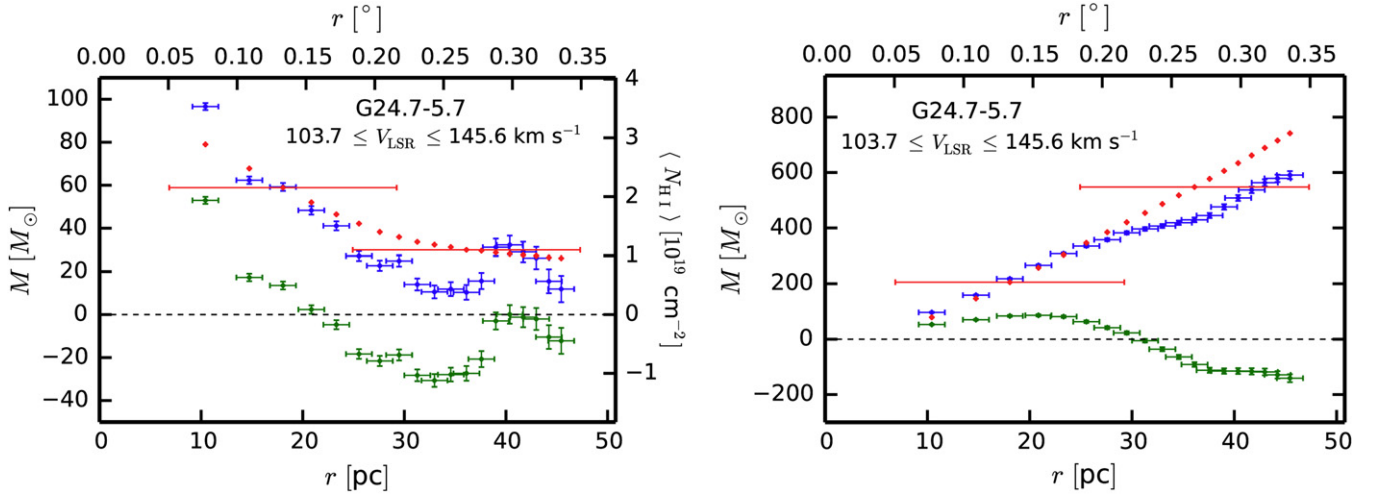 r [°]
0.00 0.05 0.10 0.15 0.20 0.25 0.30 0.35
G24.7-5.7
103.7 ≤ V_LSR ≤ 145.6 km s⁻¹
M [M☉]
100
80
60
40
20
0
−20
−40
4
3
2
1
0
−1
⟨ N_H I ⟩ [10¹⁹ cm⁻²]
0 10 20 30 40 50
r [pc]
r [°]
0.00 0.05 0.10 0.15 0.20 0.25 0.30 0.35
G24.7-5.7
103.7 ≤ V_LSR ≤ 145.6 km s⁻¹
M [M☉]
800
600
400
200
0
−200
0 10 20 30 40 50
r [pc]